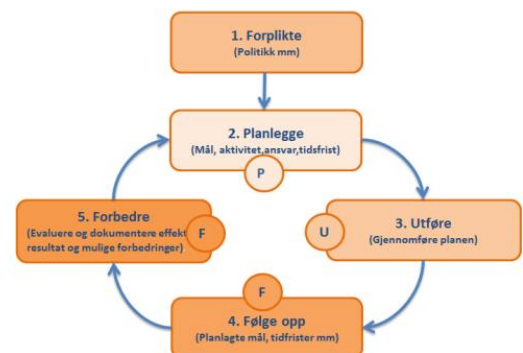 1. Forplikte
(Politikk mm)
2. Planlegge
(Mål, aktivitet,ansvar,tidsfrist)
P
3. Utføre
(Gjennomføre planen)
U
4. Følge opp
(Planlagte mål, tidfrister mm)
F
5. Forbedre
(Evaluere og dokumentere effekt
resultat og mulige forbedringer)
F